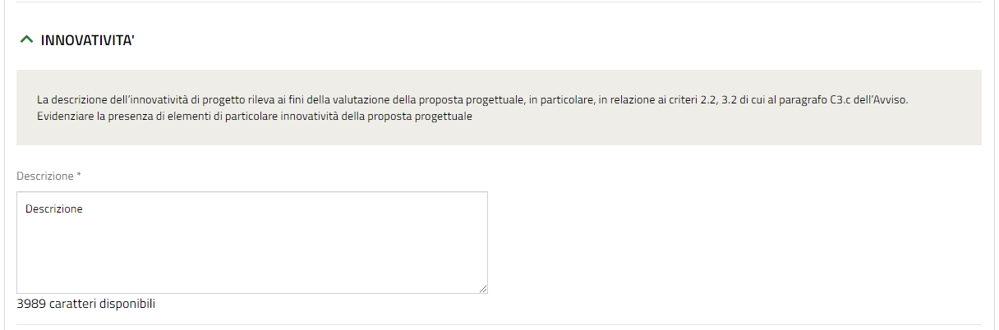 INNOVATIVITA'
La descrizione dell'innovatività di progetto rileva ai fini della valutazione della proposta progettuale, in particolare, in relazione ai criteri 2.2, 3.2 di cui al paragrafo C3.c dell'Avviso.
Evidenziare la presenza di elementi di particolare innovatività della proposta progettuale
Descrizione *
Descrizione
3989 caratteri disponibili